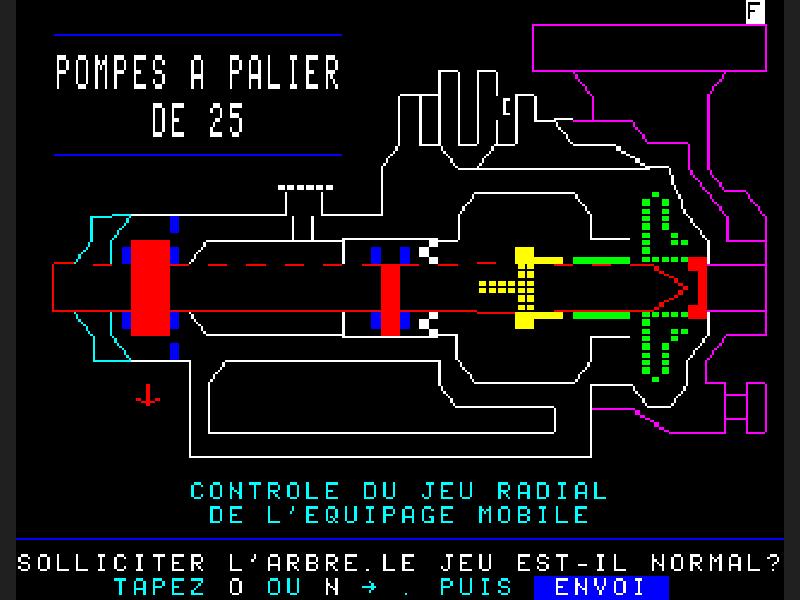 F
POMPES A PALIER
DE 25
CONTROLE DU JEU RADIAL
DE L'EQUIPAGE MOBILE
SOLLICITER L'ARBRE.LE JEU EST-IL NORMAL?
TAPEZ O OU N → . PUIS ENVOI